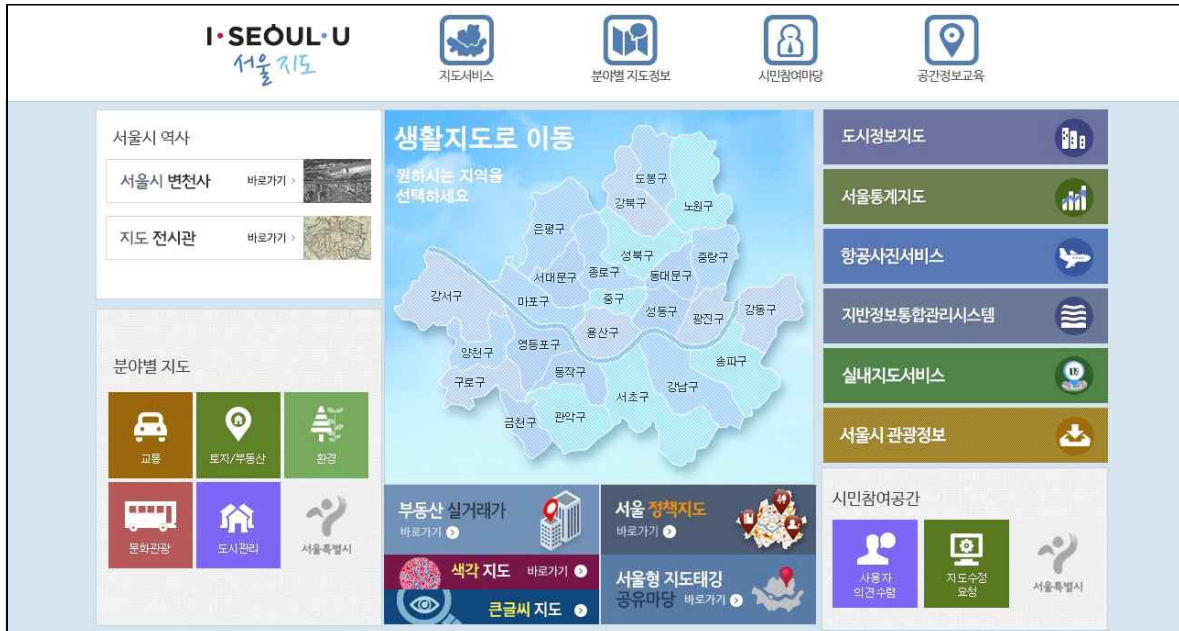 I·SEOUL·U
서울 지도
지도서비스
분야별 지도정보
시민참여마당
공간정보교육
서울시 역사
서울시 변천사 바로가기 >
지도 전시관 바로가기 >
분야별 지도
교통
토지/부동산
환경
문화관광
도시관리
서울특별시
생활지도로 이동
원하시는 지역을
선택하세요
도봉구
강북구
노원구
은평구
성북구
중랑구
서대문구
종로구
동대문구
강서구
마포구
중구
성동구
광진구
강동구
용산구
양천구
영등포구
송파구
구로구
동작구
서초구
강남구
금천구
관악구
부동산 실거래가
바로가기
서울 정책지도
바로가기
색각 지도 바로가기
큰글씨 지도
서울형 지도태깅
공유마당 바로가기
도시정보지도
서울통계지도
항공사진서비스
지반정보통합관리시스템
실내지도서비스
서울시 관광정보
시민참여공간
사용자
의견수렴
지도수정
요청
서울특별시